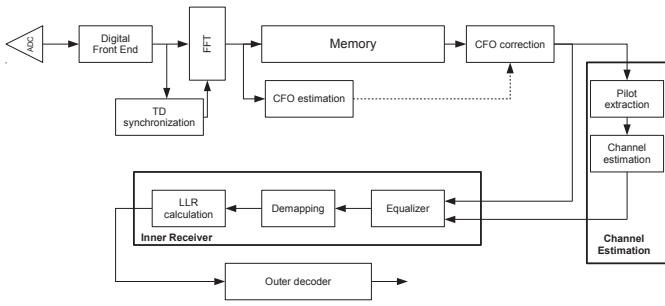 ADC
Digital
Front End
FFT
Memory
CFO correction
TD
synchronization
CFO estimation
Pilot
extraction
Channel
estimation
Channel
Estimation
LLR
calculation
Demapping
Equalizer
Inner Receiver
Outer decoder